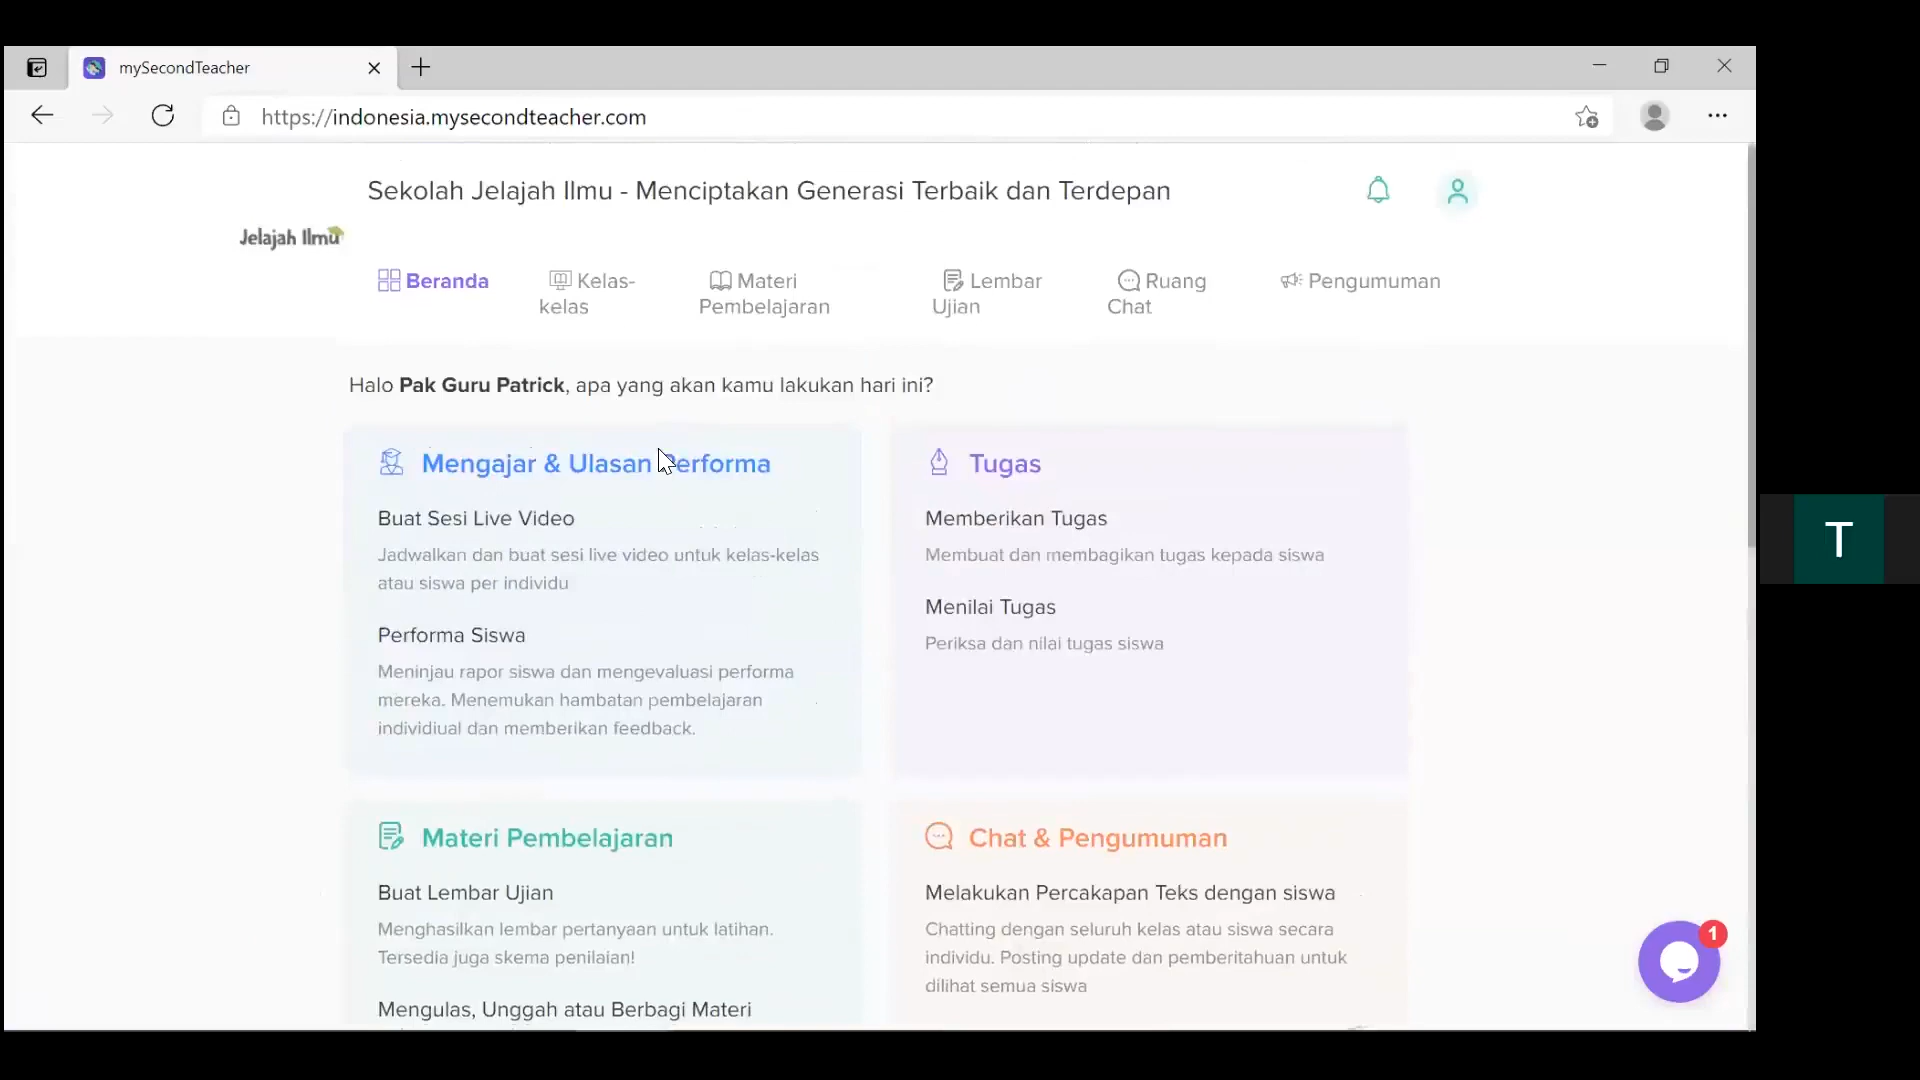 mySecondTeacher
https://indonesia.mysecondteacher.com
Sekolah Jelajah Ilmu - Menciptakan Generasi Terbaik dan Terdepan
Jelajah Ilmu
Beranda
Kelas-
kelas
Materi
Pembelajaran
Lembar
Ujian
Ruang
Chat
Pengumuman
Halo Pak Guru Patrick, apa yang akan kamu lakukan hari ini?
Mengajar & Ulasan Performa
Buat Sesi Live Video
Jadwalkan dan buat sesi live video untuk kelas-kelas
atau siswa per individu
Performa Siswa
Meninjau rapor siswa dan mengevaluasi performa
mereka. Menemukan hambatan pembelajaran
individiual dan memberikan feedback.
Tugas
Memberikan Tugas
Membuat dan membagikan tugas kepada siswa
Menilai Tugas
Periksa dan nilai tugas siswa
Materi Pembelajaran
Buat Lembar Ujian
Menghasilkan lembar pertanyaan untuk latihan.
Tersedia juga skema penilaian!
Mengulas, Unggah atau Berbagi Materi
Chat & Pengumuman
Melakukan Percakapan Teks dengan siswa
Chatting dengan seluruh kelas atau siswa secara
individu. Posting update dan pemberitahuan untuk
dilihat semua siswa
1
T